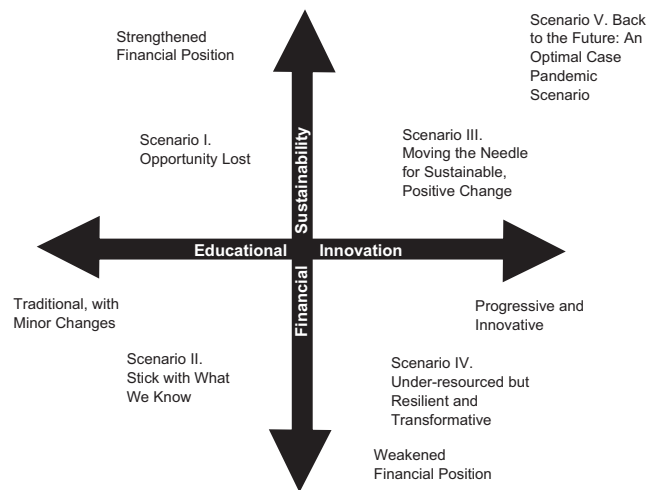 Strengthened
Financial Position
Scenario V. Back
to the Future: An
Optimal Case
Pandemic
Scenario
Scenario I.
Opportunity Lost
Scenario III.
Moving the Needle
for Sustainable,
Positive Change
Sustainability
Educational Innovation
Financial
Traditional, with
Minor Changes
Progressive and
Innovative
Scenario II.
Stick with What
We Know
Scenario IV.
Under-resourced but
Resilient and
Transformative
Weakened
Financial Position